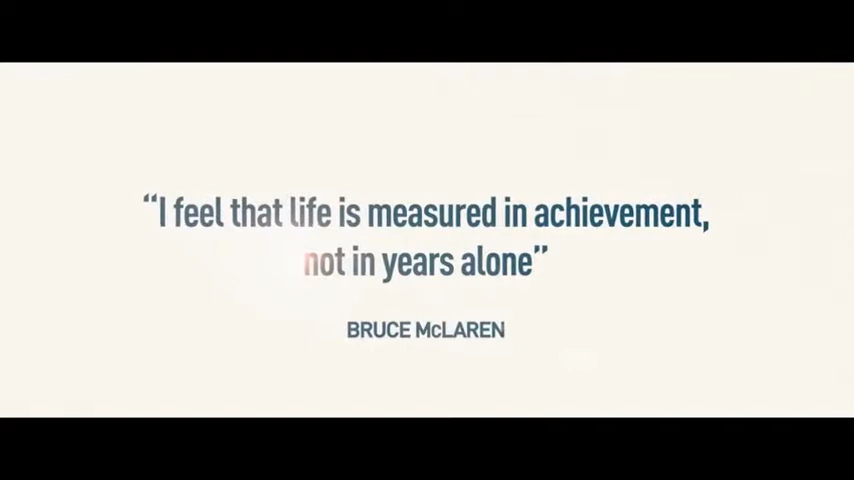 “I feel that life is measured in achievement,
not in years alone”
BRUCE McLAREN